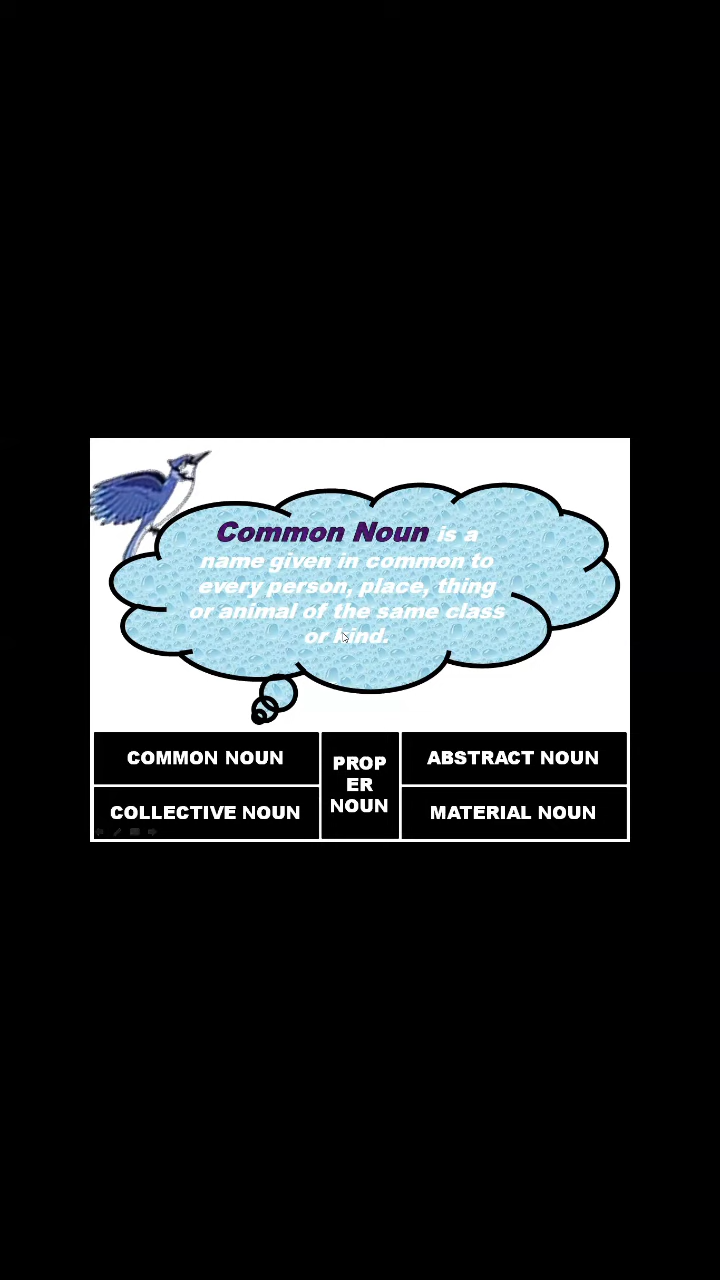 Common Noun is a
name given in common to
every person, place, thing
or animal of the same class
or kind.
COMMON NOUN
COLLECTIVE NOUN
PROP
ER
NOUN
ABSTRACT NOUN
MATERIAL NOUN